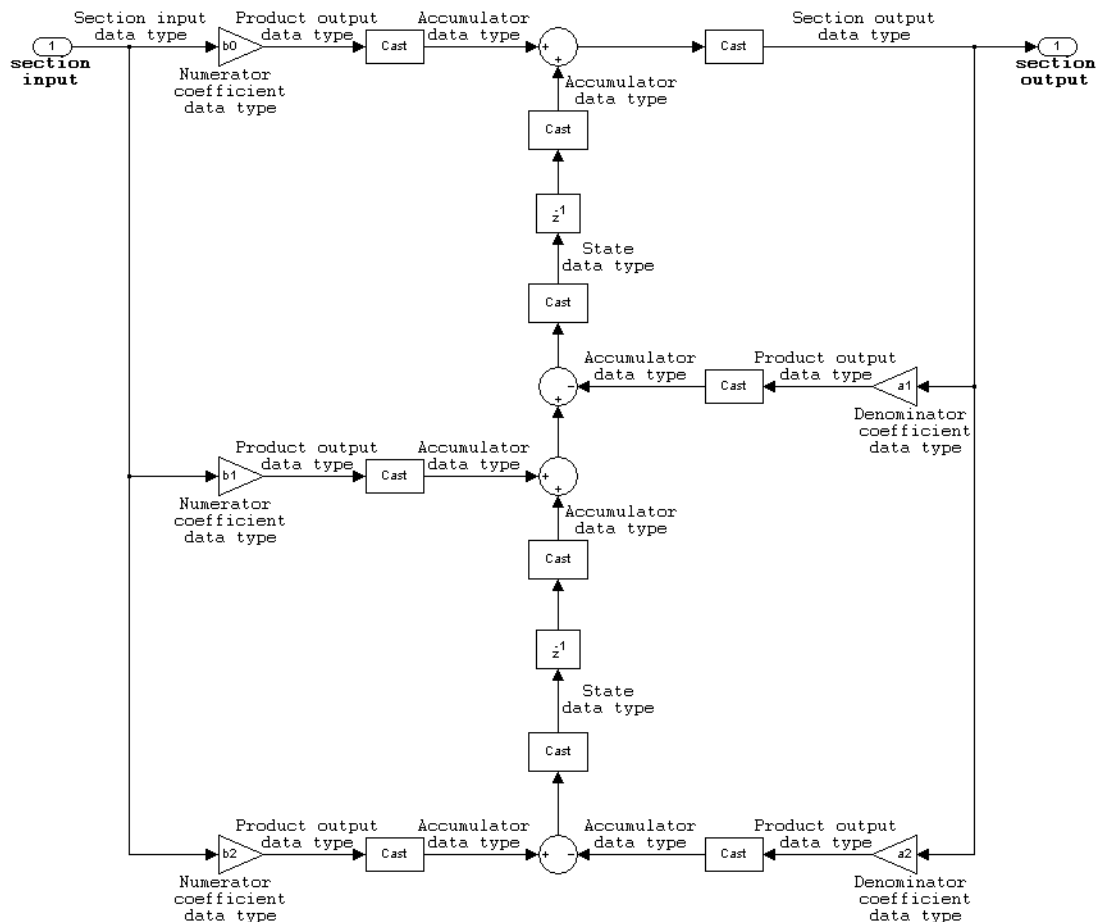 Section input
data type
Product output
data type
Accumulator
data type
Section output
data type
1
section
input
b0
Cast
+
+
Cast
1
section
output
Numerator
coefficient
data type
Accumulator
data type
Cast
z-1
State
data type
Cast
Accumulator
data type
Product output
data type
-
+
Cast
a1
Denominator
coefficient
data type
Product output
data type
Accumulator
data type
b1
Cast
+
+
Numerator
coefficient
data type
Accumulator
data type
Cast
z-1
State
data type
Cast
Product output
data type
Accumulator
data type
Accumulator
data type
Product output
data type
b2
Cast
+
-
Cast
a2
Numerator
coefficient
data type
Denominator
coefficient
data type